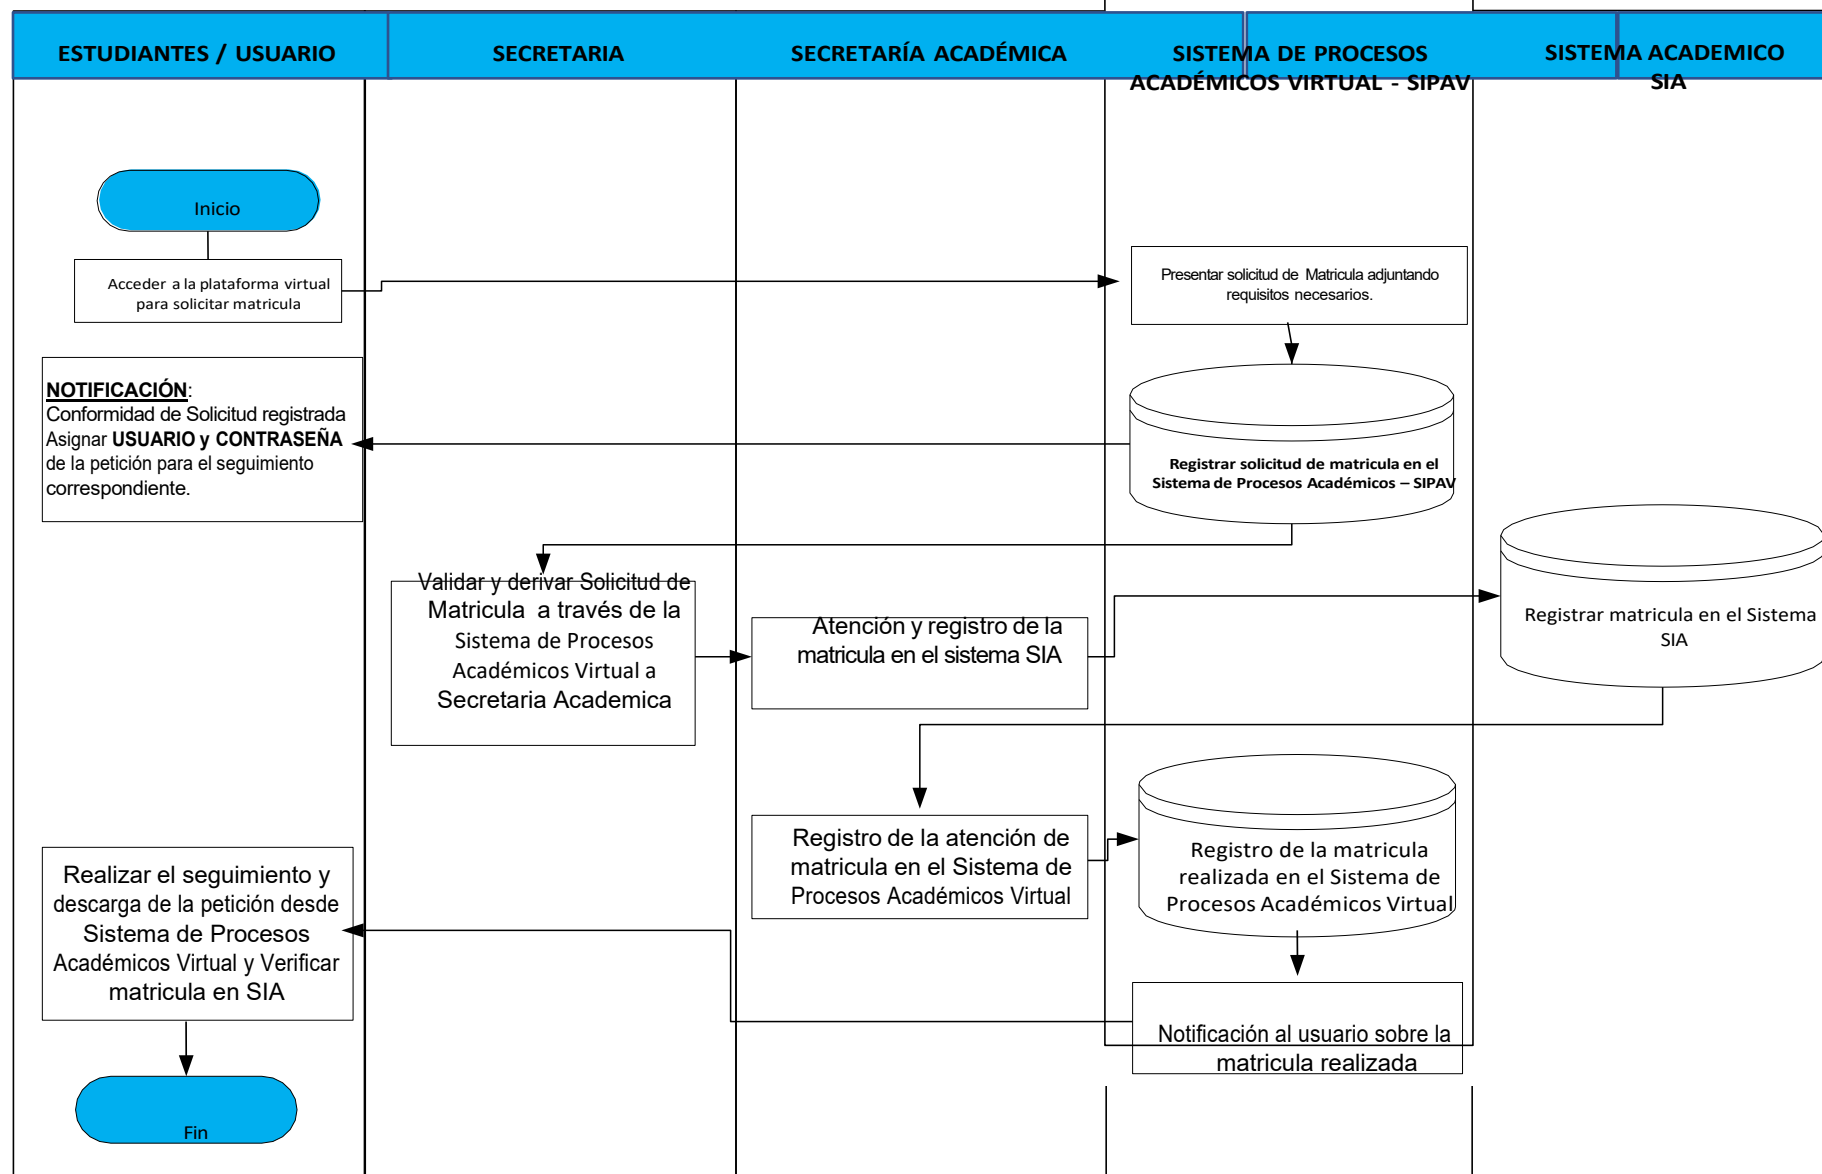 ESTUDIANTES / USUARIO
SECRETARIA
SECRETARÍA ACADÉMICA
SISTEMA DE PROCESOS
ACADÉMICOS VIRTUAL - SIPAV
SISTEMA ACADEMICO
SIA
Inicio
Acceder a la plataforma virtual
para solicitar matricula
Presentar solicitud de Matricula adjuntando
requisitos necesarios.
NOTIFICACIÓN:
Conformidad de Solicitud registrada
Asignar USUARIO y CONTRASEÑA
de la petición para el seguimiento
correspondiente.
Registrar solicitud de matricula en el
Sistema de Procesos Académicos – SIPAV
Validar y derivar Solicitud de
Matricula a través de la
Sistema de Procesos
Académicos Virtual a
Secretaria Academica
Atención y registro de la
matricula en el sistema SIA
Registrar matricula en el Sistema
SIA
Registro de la atención de
matricula en el Sistema de
Procesos Académicos Virtual
Registro de la matricula
realizada en el Sistema de
Procesos Académicos Virtual
Realizar el seguimiento y
descarga de la petición desde
Sistema de Procesos
Académicos Virtual y Verificar
matricula en SIA
Notificación al usuario sobre la
matricula realizada
Fin